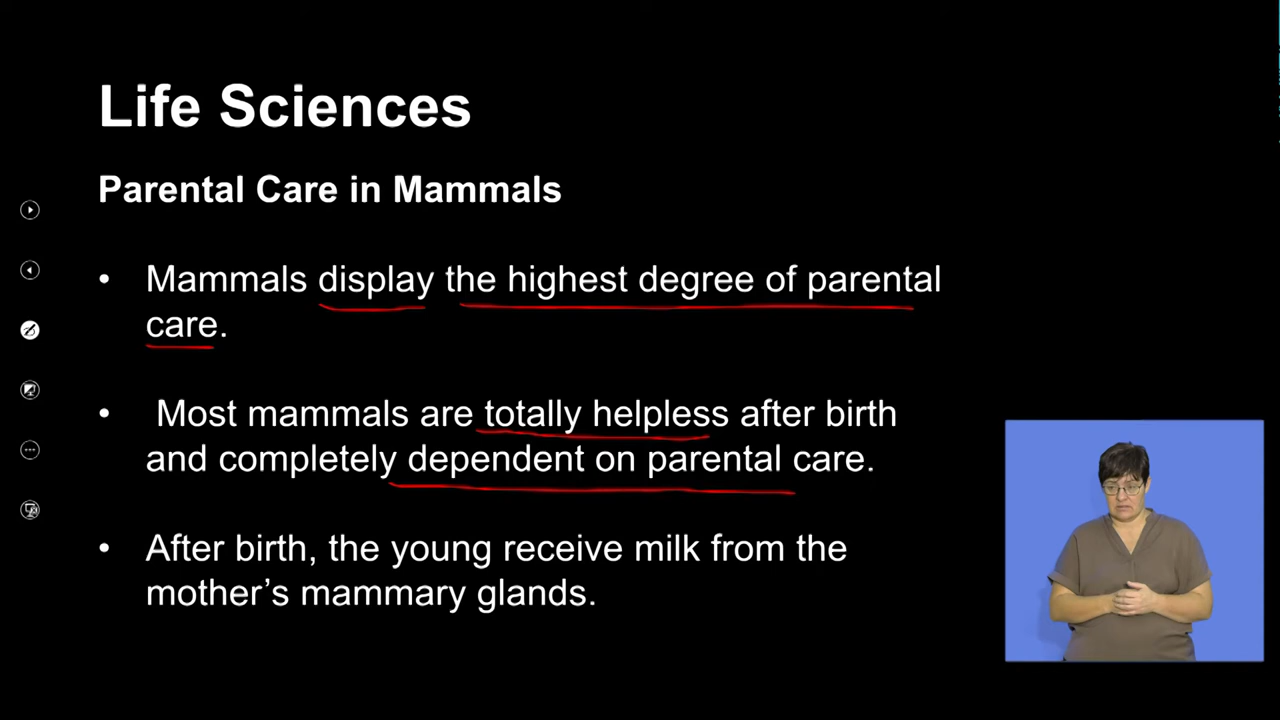 Life Sciences
Parental Care in Mammals
• Mammals display the highest degree of parental
care.
• Most mammals are totally helpless after birth
and completely dependent on parental care.
• After birth, the young receive milk from the
mother’s mammary glands.